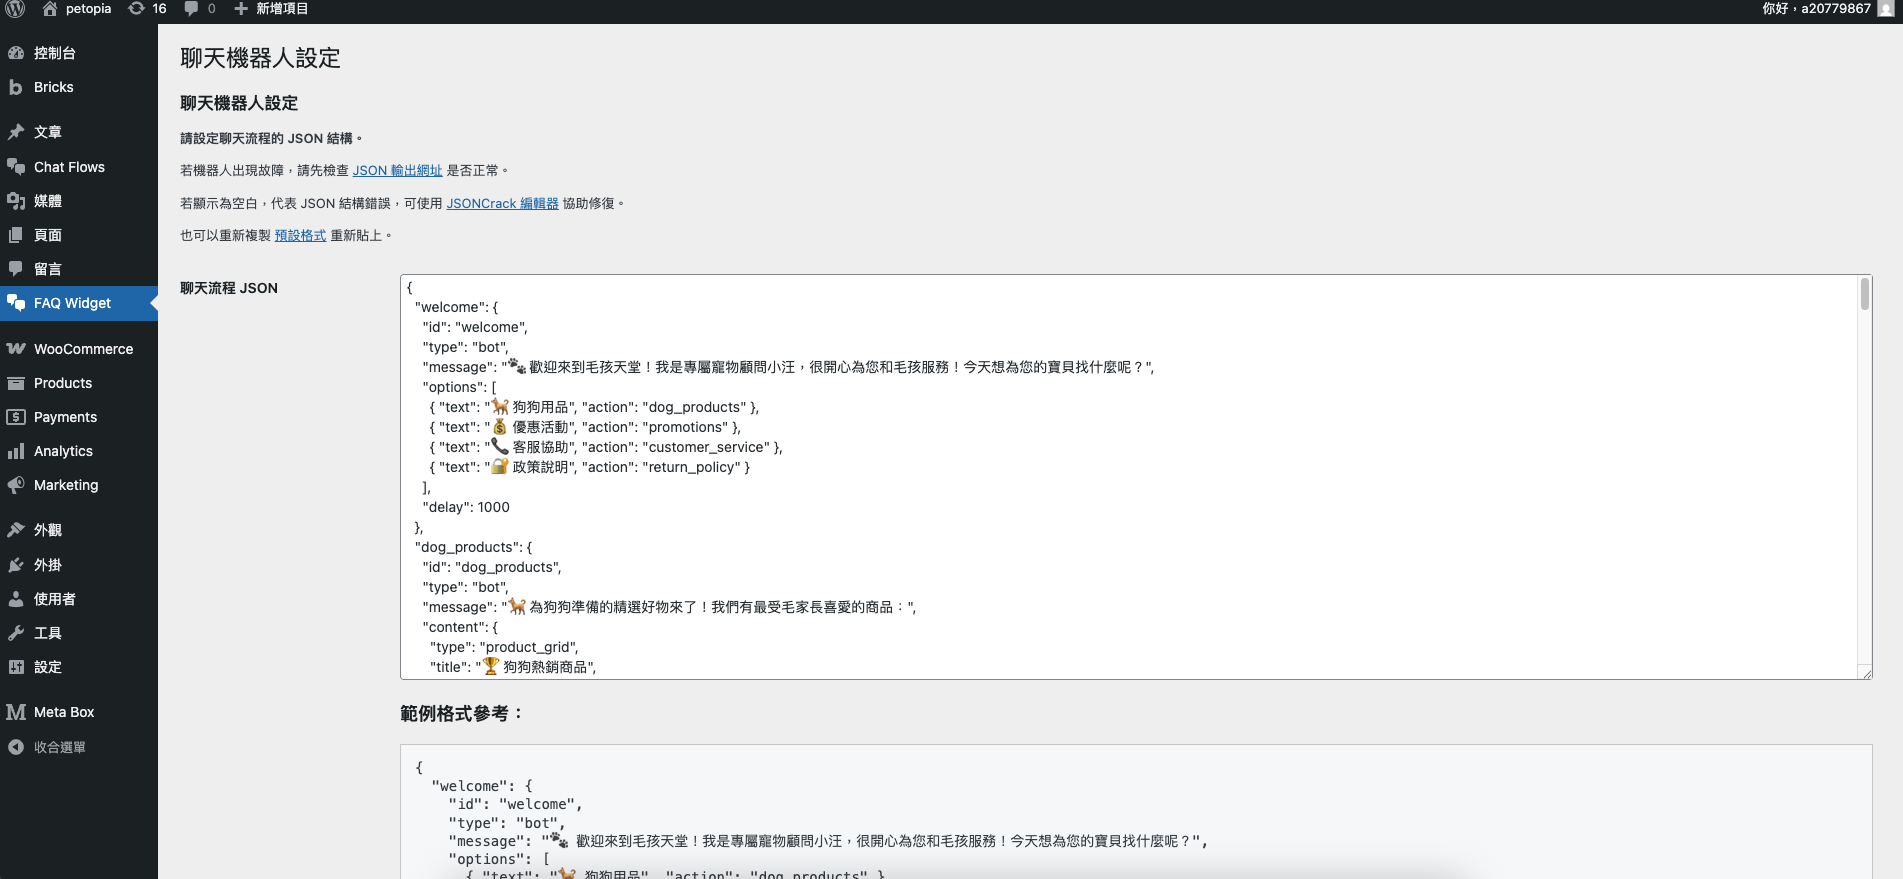 petopia
16
0
新增項目
你好，a20779867
控制台
Bricks
文章
Chat Flows
媒體
頁面
留言
FAQ Widget
WooCommerce
Products
Payments
Analytics
Marketing
外觀
外掛
使用者
工具
設定
Meta Box
收合選單
聊天機器人設定
聊天機器人設定
請設定聊天流程的 JSON 結構。
若機器人出現故障，請先檢查 JSON 輸出網址 是否正常。
若顯示為空白，代表 JSON 結構錯誤，可使用 JSONCrack 編輯器 協助修復。
也可以重新複製 預設格式 重新貼上。
聊天流程 JSON
{
"welcome": {
"id": "welcome",
"type": "bot",
"message": "🐾 歡迎來到毛孩天堂！我是專屬寵物顧問小汪，很開心為您和毛孩服務！今天想為您的寶貝找什麼呢？",
"options": [
{ "text": "🐕 狗狗用品", "action": "dog_products" },
{ "text": "💰 優惠活動", "action": "promotions" },
{ "text": "📞 客服協助", "action": "customer_service" },
{ "text": "🔐 政策說明", "action": "return_policy" }
],
"delay": 1000
},
"dog_products": {
"id": "dog_products",
"type": "bot",
"message": "🐕 為狗狗準備的精選好物來了！我們有最受毛家長喜愛的商品：",
"content": {
"type": "product_grid",
"title": "🏆 狗狗熱銷商品",
範例格式參考：
{
"welcome": {
"id": "welcome",
"type": "bot",
"message": "🐾 歡迎來到毛孩天堂！我是專屬寵物顧問小汪，很開心為您和毛孩服務！今天想為您的寶貝找什麼呢？",
"options": [
{ "text": "🐕 狗狗用品", "action": "dog_products" }